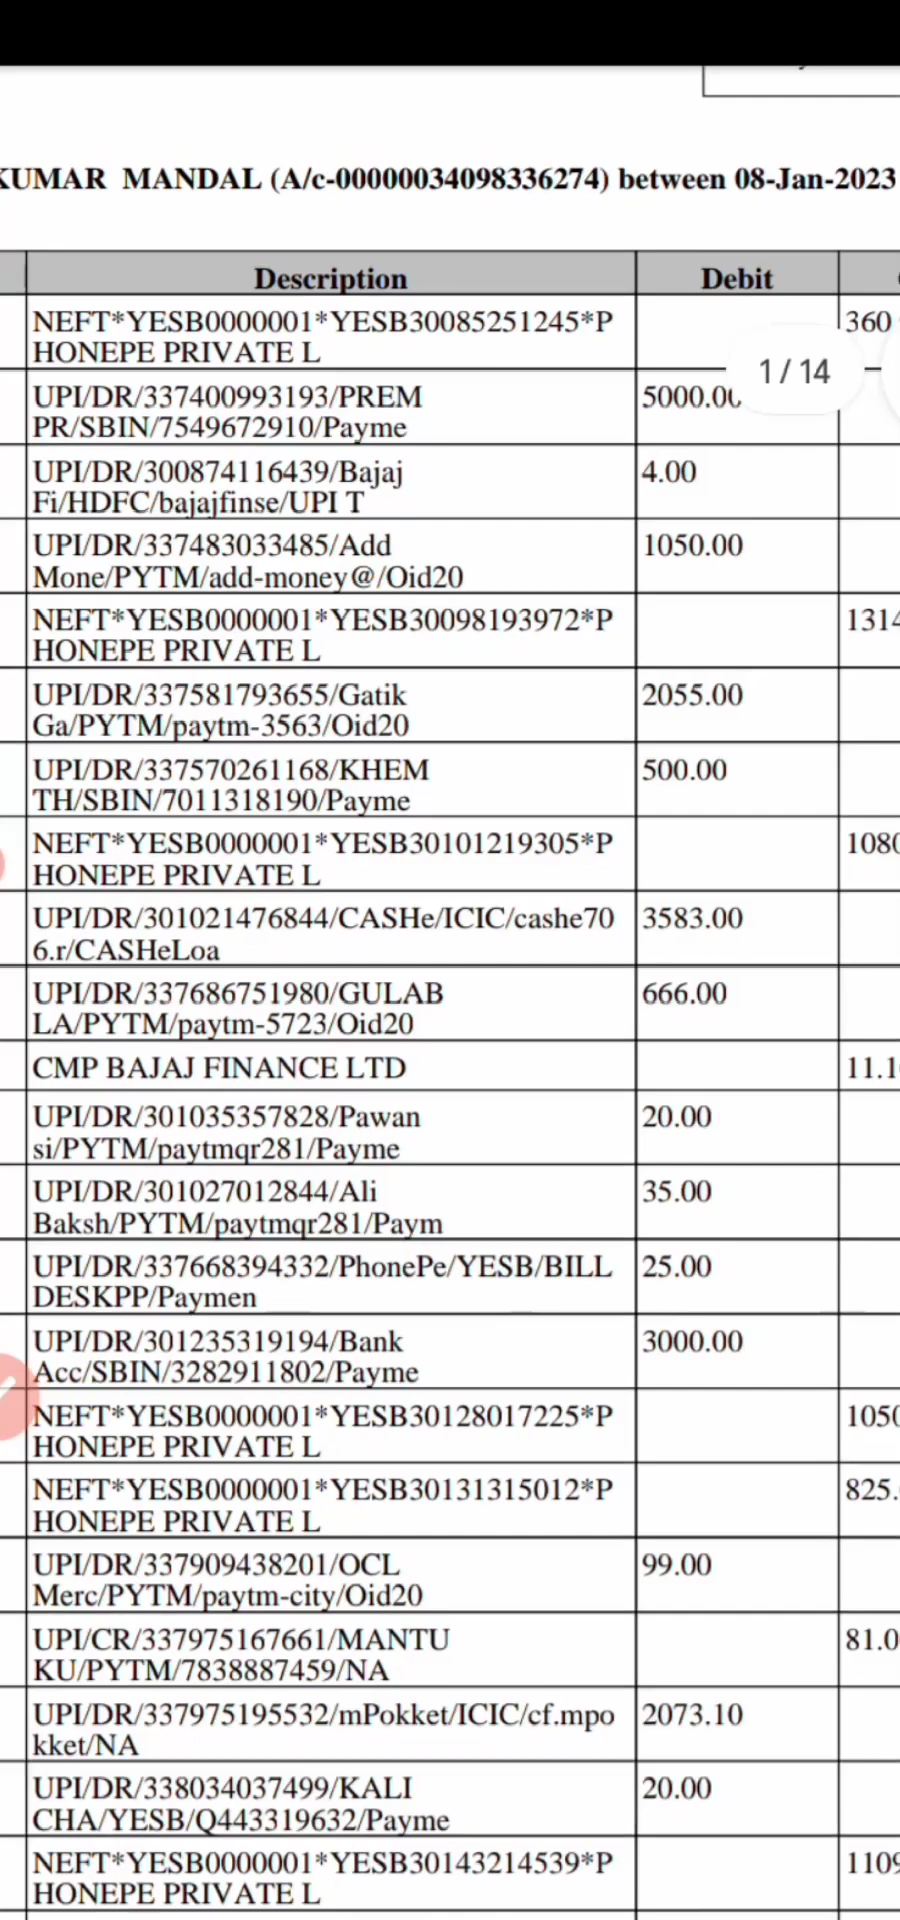 KUMAR MANDAL (A/c-00000034098336274) between 08-Jan-2023
Description Debit
NEFT*YESB0000001*YESB30085251245*P 360
HONEPE PRIVATE L
1 / 14
UPI/DR/337400993193/PREM 5000.00
PR/SBIN/7549672910/Payme
UPI/DR/300874116439/Bajaj 4.00
Fi/HDFC/bajajfinse/UPI T
UPI/DR/337483033485/Add 1050.00
Mone/PYTM/add-money@/Oid20
NEFT*YESB0000001*YESB30098193972*P 1314
HONEPE PRIVATE L
UPI/DR/337581793655/Gatik 2055.00
Ga/PYTM/paytm-3563/Oid20
UPI/DR/337570261168/KHEM 500.00
TH/SBIN/7011318190/Payme
NEFT*YESB0000001*YESB30101219305*P 1080
HONEPE PRIVATE L
UPI/DR/301021476844/CASHe/ICIC/cashe70 3583.00
6.r/CASHeLoa
UPI/DR/337686751980/GULAB 666.00
LA/PYTM/paytm-5723/Oid20
CMP BAJAJ FINANCE LTD 11.1
UPI/DR/301035357828/Pawan 20.00
si/PYTM/paytmqr281/Payme
UPI/DR/301027012844/Ali 35.00
Baksh/PYTM/paytmqr281/Paym
UPI/DR/337668394332/PhonePe/YESB/BILL 25.00
DESKPP/Paymen
UPI/DR/301235319194/Bank 3000.00
Acc/SBIN/3282911802/Payme
NEFT*YESB0000001*YESB30128017225*P 1050
HONEPE PRIVATE L
NEFT*YESB0000001*YESB30131315012*P 825.
HONEPE PRIVATE L
UPI/DR/337909438201/OCL 99.00
Merc/PYTM/paytm-city/Oid20
UPI/CR/337975167661/MANTU 81.0
KU/PYTM/7838887459/NA
UPI/DR/337975195532/mPokket/ICIC/cf.mpo 2073.10
kket/NA
UPI/DR/338034037499/KALI 20.00
CHA/YESB/Q443319632/Payme
NEFT*YESB0000001*YESB30143214539*P 1109
HONEPE PRIVATE L